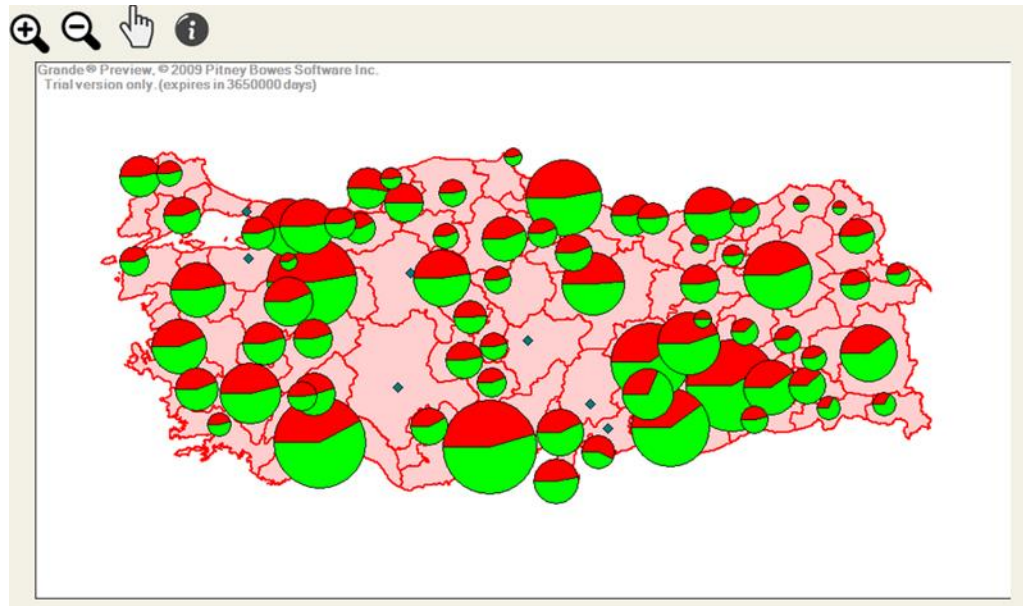 Grande® Preview, © 2009 Pitney Bowes Software Inc.
Trial version only.(expires in 3650000 days)